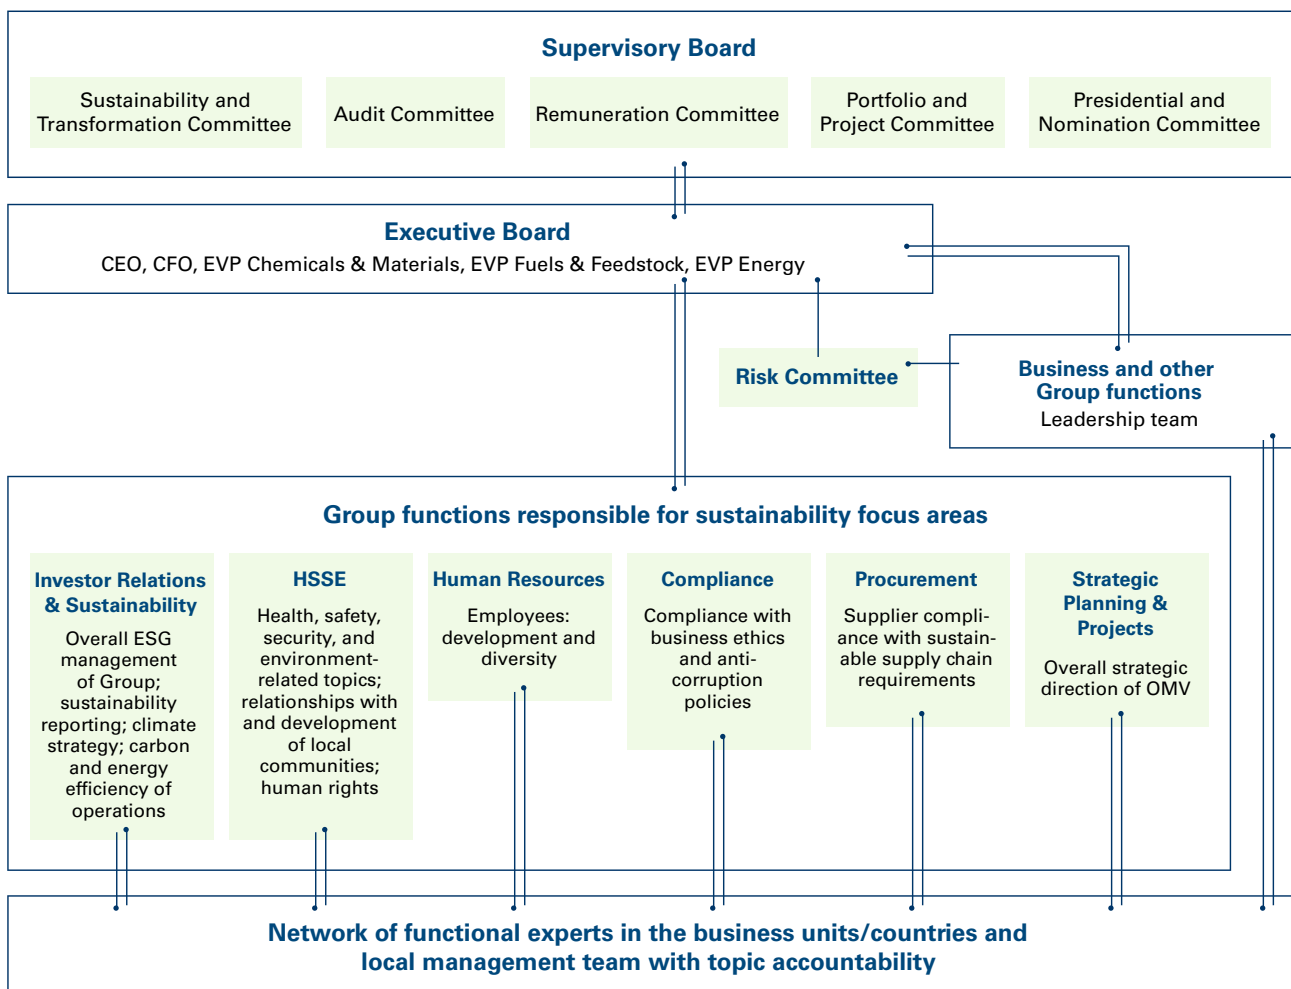 Supervisory Board
Sustainability and
Transformation Committee
Audit Committee
Remuneration Committee
Portfolio and
Project Committee
Presidential and
Nomination Committee
Executive Board
CEO, CFO, EVP Chemicals & Materials, EVP Fuels & Feedstock, EVP Energy
Risk Committee
Business and other
Group functions
Leadership team
Group functions responsible for sustainability focus areas
Investor Relations
& Sustainability
Overall ESG
management
of Group;
sustainability
reporting; climate
strategy; carbon
and energy
efficiency of
operations
HSSE
Health, safety,
security, and
environment-
related topics;
relationships with
and development
of local
communities;
human rights
Human Resources
Employees:
development and
diversity
Compliance
Compliance with
business ethics
and anti-
corruption
policies
Procurement
Supplier compli-
ance with sustain-
able supply chain
requirements
Strategic
Planning &
Projects
Overall strategic
direction of OMV
Network of functional experts in the business units/countries and
local management team with topic accountability